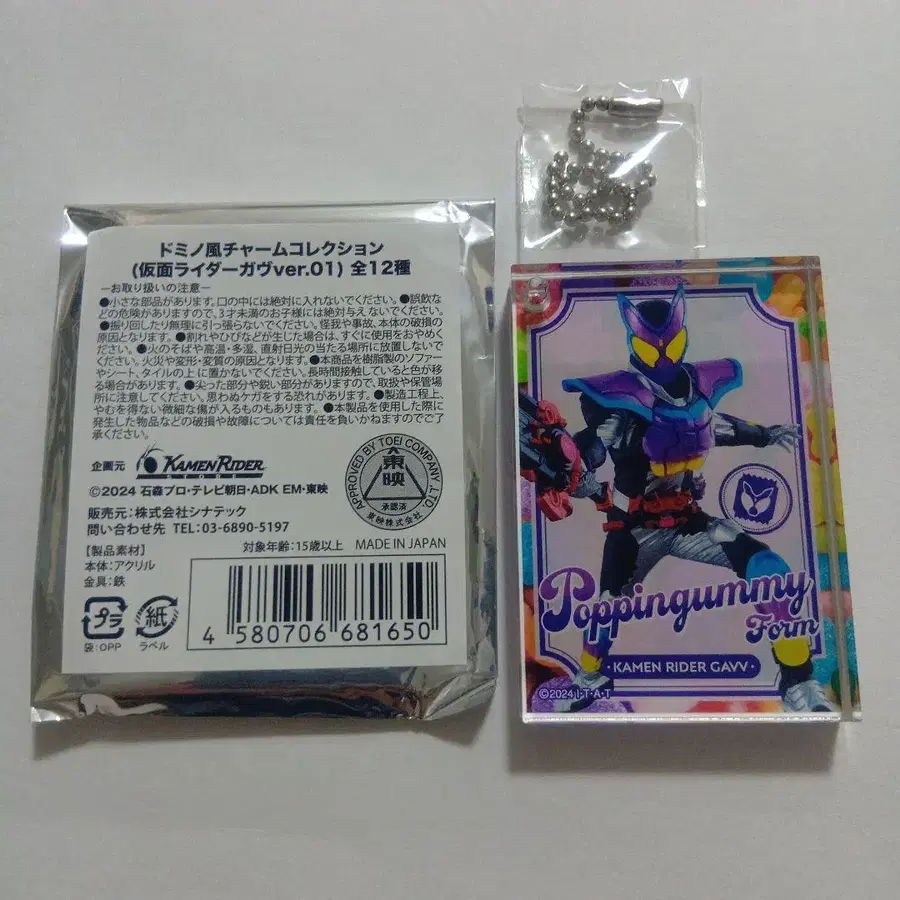 ドミノ風チャームコレクション
(仮面ライダーガヴver.01) 全12種
―お取り扱いの注意―
●小さな部品があります。口の中には絶対に入れないでください。●誤飲な
どの危険がありますので、3才未満のお子様には絶対与えないでください。
●振り回したり無理に引っ張らないでください。怪我や事故、本体の破損の
原因となります。●割れやひびなどが生じた場合は、すぐに使用をおやめく
ださい。●火のそばや高温・多湿、直射日光の当たる場所に放置しないでく
ださい。火災や変形・変質の原因となります。●本商品を樹脂製のソファー
やシート、タイルの上に置かないでください。長時間接触していると色が移
る場合があります。●尖った部分や鋭い部分がありますので、取扱や保管場
所に注意してください。思わぬケガをする恐れがあります。●製造工程上、
やむを得ない微細な傷が入るものもあります。●本製品を使用した際に
発生した物品などの破損や故障については責任を負いかねますのでご了
承ください。
企画元 KAMEN RIDER
STORE
©2024 石森プロ・テレビ朝日・ADK EM・東映
販売元:株式会社シナテック
問い合わせ先 TEL:03-6890-5197
APPROVED BY TOEI COMPANY, LTD.
東映
承認済
東映株式会社
【製品素材】
本体:アクリル
金具:鉄
対象年齢:15歳以上 MADE IN JAPAN
プラ
袋:OPP
紙
ラベル
4 580706 681650
Poppingummy
Form
・KAMEN RIDER GAVV・
©2024 I・T・A・T